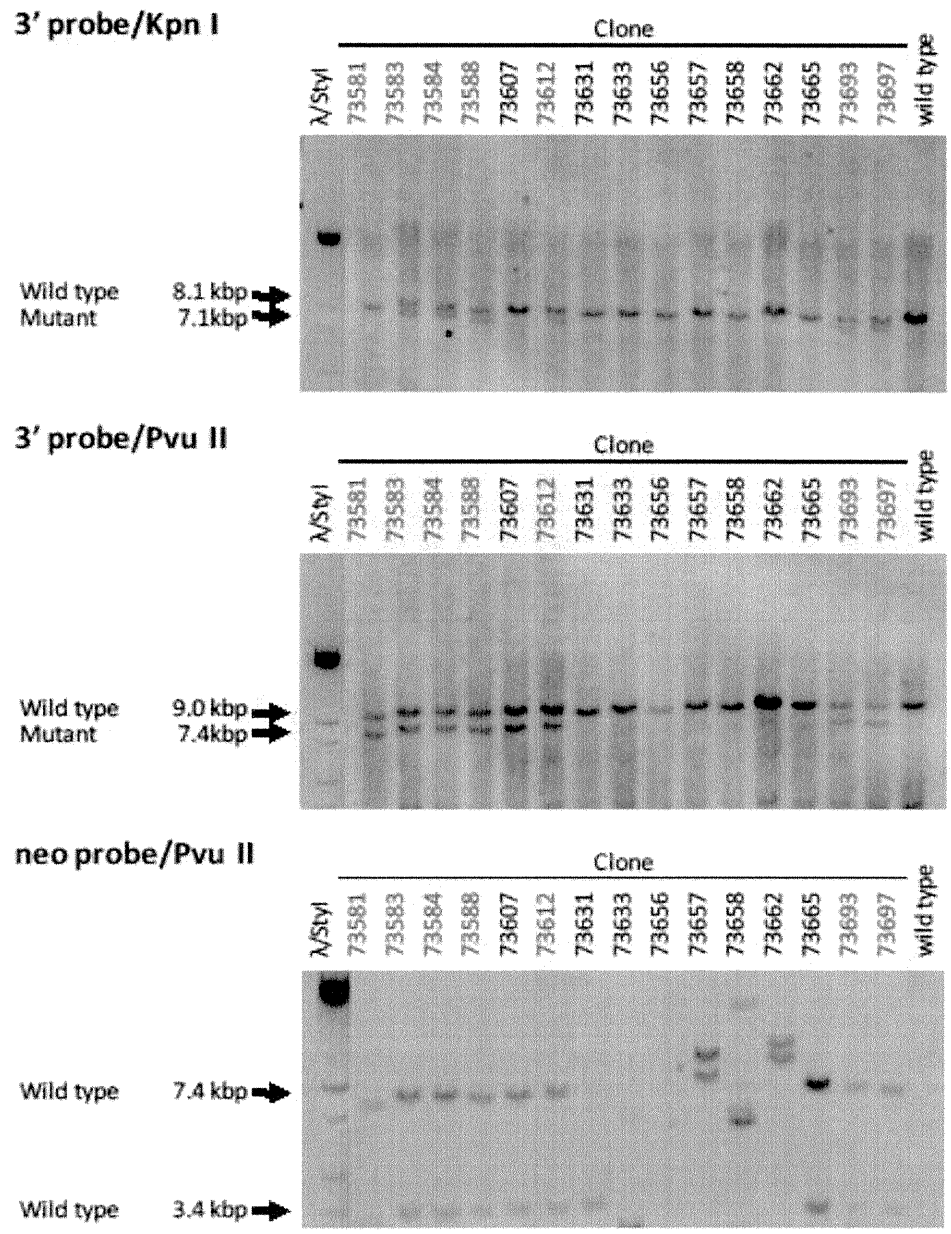 3' probe/Kpn I
Clone
λ/StyI
73581
73583
73584
73588
73607
73612
73631
73633
73656
73657
73658
73662
73665
73693
73697
wild type
Wild type 8.1 kbp
Mutant 7.1kbp
3' probe/Pvu II
Clone
λ/StyI
73581
73583
73584
73588
73607
73612
73631
73633
73656
73657
73658
73662
73665
73693
73697
wild type
Wild type 9.0 kbp
Mutant 7.4kbp
neo probe/Pvu II
Clone
λ/StyI
73581
73583
73584
73588
73607
73612
73631
73633
73656
73657
73658
73662
73665
73693
73697
wild type
Wild type 7.4 kbp
Wild type 3.4 kbp